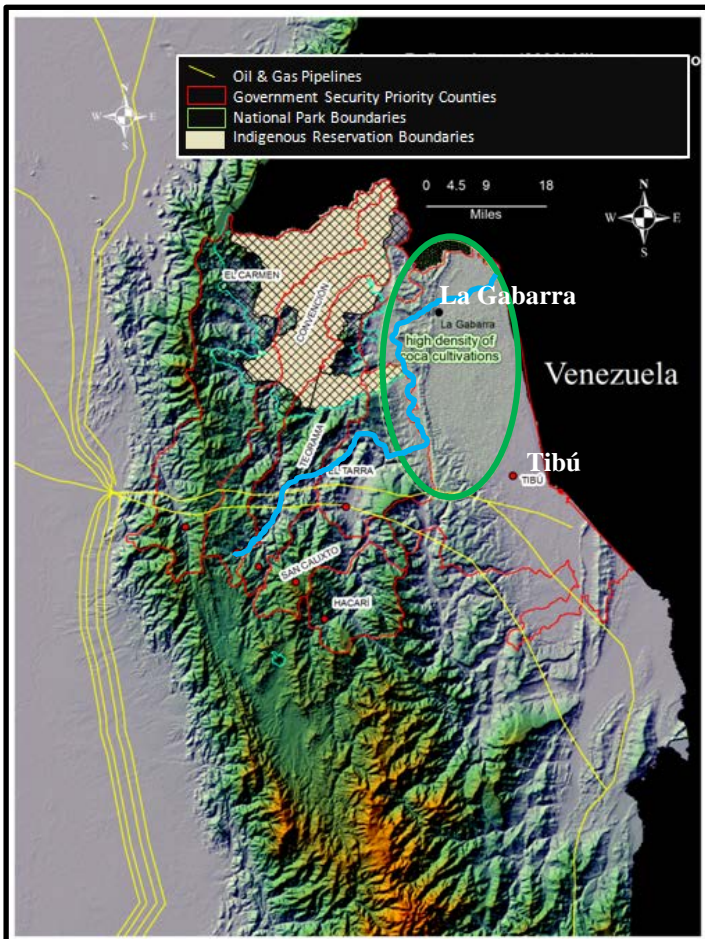 Oil & Gas Pipelines
Government Security Priority Counties
National Park Boundaries
Indigenous Reservation Boundaries
N
W E
S
0 4.5 9 18
Miles
N
W E
S
EL CARMEN
CONVENCIÓN
La Gabarra
La Gabarra
high density of
coca cultivations
Venezuela
TEORAMA
EL TARRA
Tibú
TIBÚ
SAN CALIXTO
HACARÍ